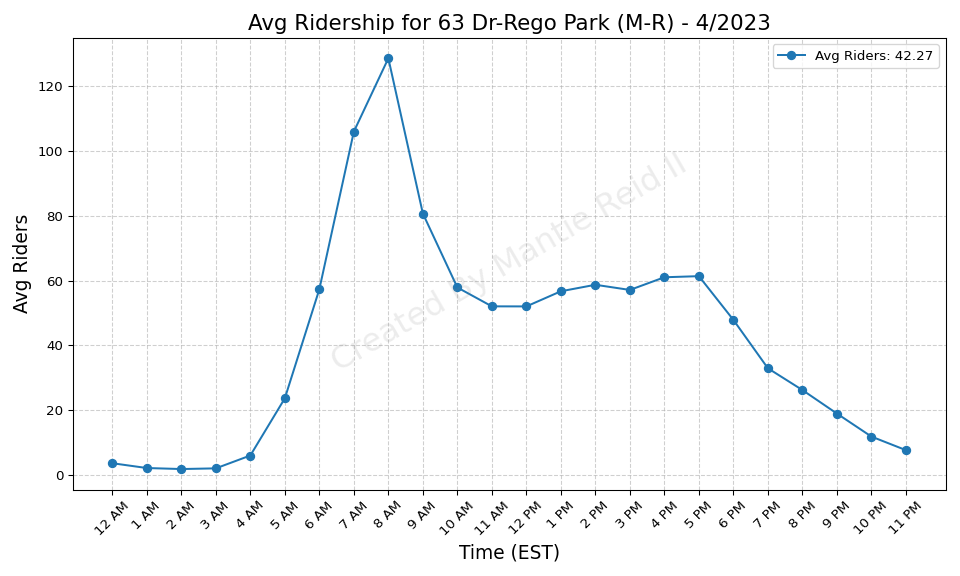 Avg Ridership for 63 Dr-Rego Park (M-R) - 4/2023
Avg Riders: 42.27
120
100
80
60
40
20
0
Avg Riders
Created By Mantie Reid II
12 AM
1 AM
2 AM
3 AM
4 AM
5 AM
6 AM
7 AM
8 AM
9 AM
10 AM
11 AM
12 PM
1 PM
2 PM
3 PM
4 PM
5 PM
6 PM
7 PM
8 PM
9 PM
10 PM
11 PM
Time (EST)